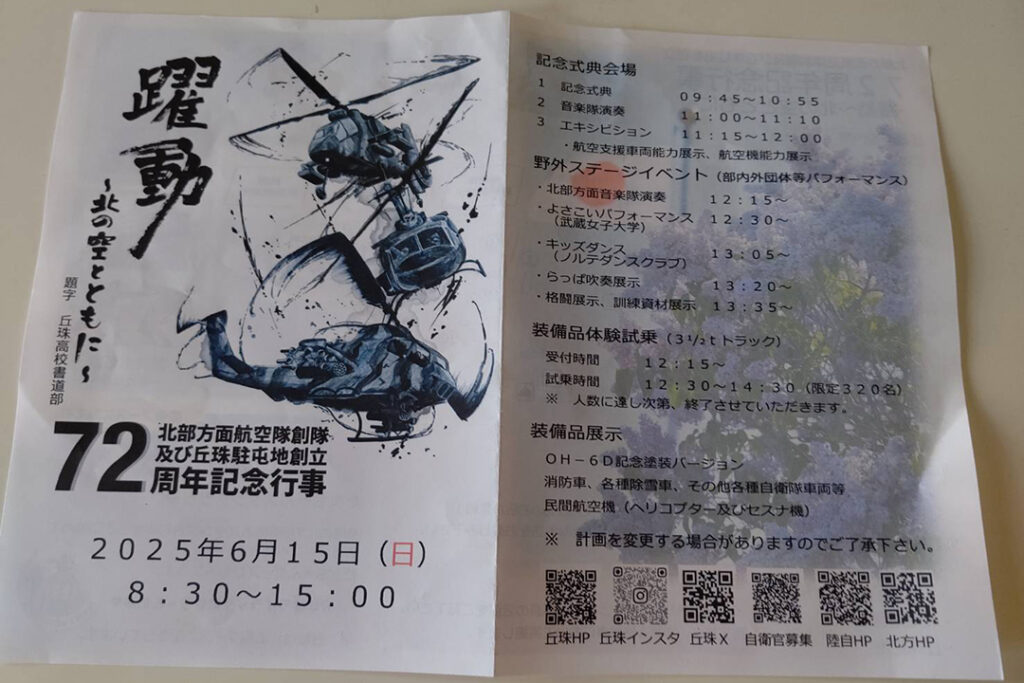 躍動
～北の空とともに～
題字　丘珠高校書道部
72
北部方面航空隊創隊
及び丘珠駐屯地創立
周年記念行事
2025年6月15日（日）
8：30～15：00
記念式典会場
1　記念式典　09：45～10：55
2　音楽隊演奏　11：00～11：10
3　エキシビション　11：15～12：00
・航空支援車両能力展示、航空機能力展示
野外ステージイベント（部内外団体等パフォーマンス）
・北部方面音楽隊演奏　12：15～
・よさこいパフォーマンス　12：30～
（武蔵女子大学）
・キッズダンス　13：05～
（ノルテダンスクラブ）
・らっぱ吹奏展示　13：20～
・格闘展示、訓練資材展示　13：35～
装備品体験試乗（3 1/2 t トラック）
受付時間　12：15～
試乗時間　12：30～14：30（限定320名）
※　人数に達し次第、終了させていただきます。
装備品展示
OH－6D記念塗装バージョン
消防車、各種除雪車、その他各種自衛隊車両等
民間航空機（ヘリコプター及びセスナ機）
※　計画を変更する場合がありますのでご了承下さい。
丘珠HP　丘珠インスタ　丘珠X　自衛官募集　陸自HP　北方HP